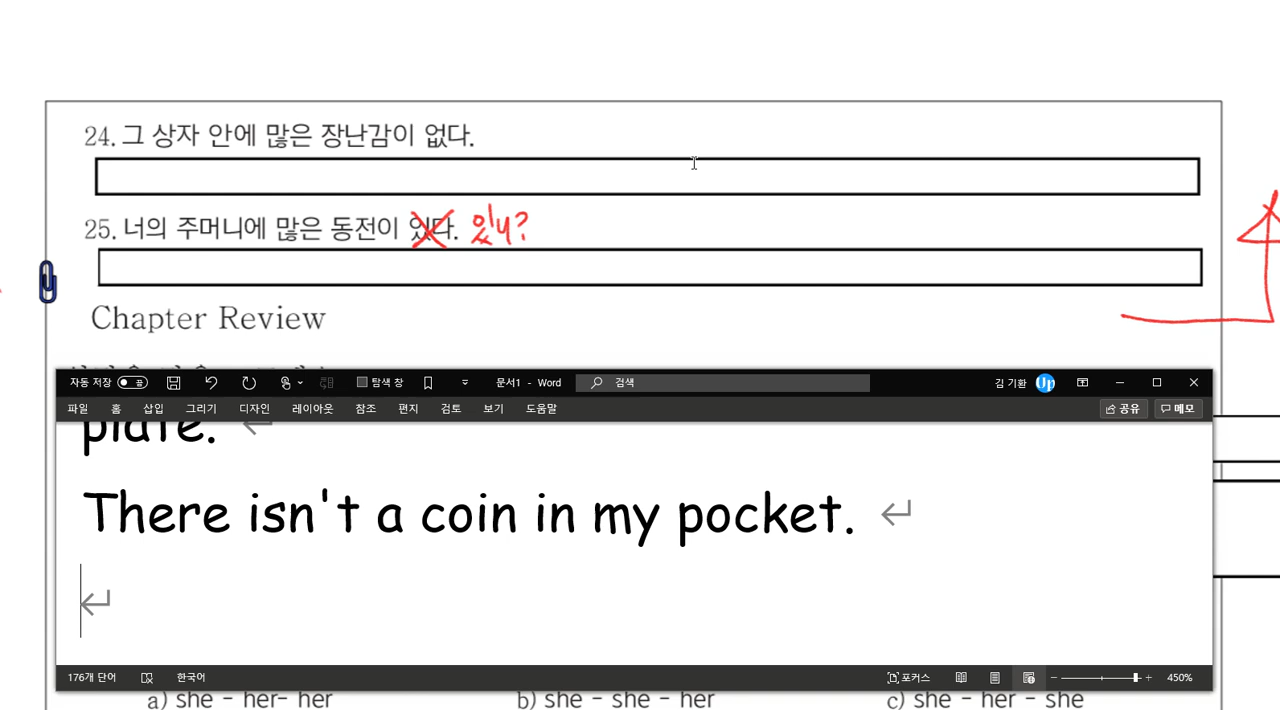 24. 그 상자 안에 많은 장난감이 없다.
25. 너의 주머니에 많은 동전이 있다. 있니?
Chapter Review
자동 저장 탐색 창 문서1 - Word 검색 김 기환 Up
파일 홈 삽입 그리기 디자인 레이아웃 참조 편지 검토 보기 도움말 공유 메모
plate.
There isn't a coin in my pocket.
176개 단어 한국어 포커스 450%
a) she - her- her b) she - she - her c) she - her - she